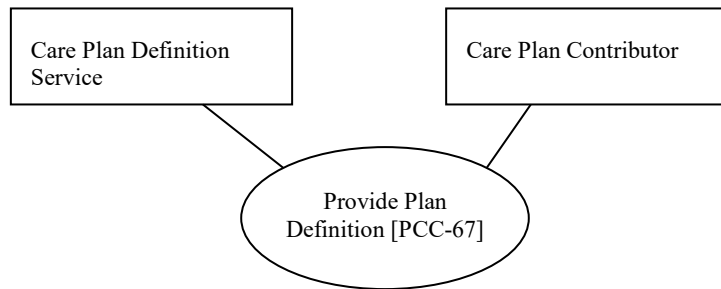 Care Plan Definition
Service
Care Plan Contributor
Provide Plan
Definition [PCC-67]